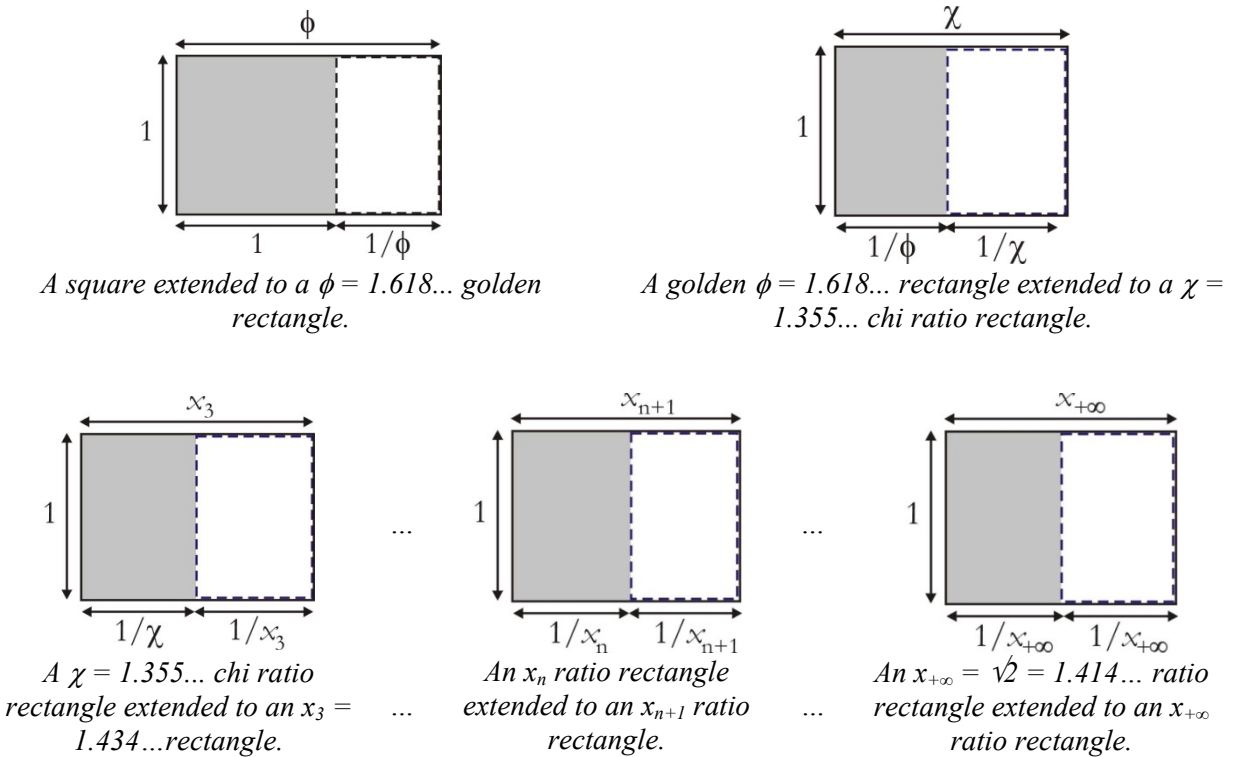 ϕ
χ
1
1
1
1/ϕ
1/ϕ
1/χ
A square extended to a ϕ = 1.618... golden
rectangle.
A golden ϕ = 1.618... rectangle extended to a χ =
1.355... chi ratio rectangle.
x₃
xₙ₊₁
x₊∞
1
...
1
...
1
1/χ
1/x₃
1/xₙ
1/xₙ₊₁
1/x₊∞
1/x₊∞
A χ = 1.355... chi ratio
rectangle extended to an x₃ =
1.434...rectangle.
...
An xₙ ratio rectangle
extended to an xₙ₊₁ ratio
rectangle.
...
An x₊∞ = √2 = 1.414... ratio
rectangle extended to an x₊∞
ratio rectangle.